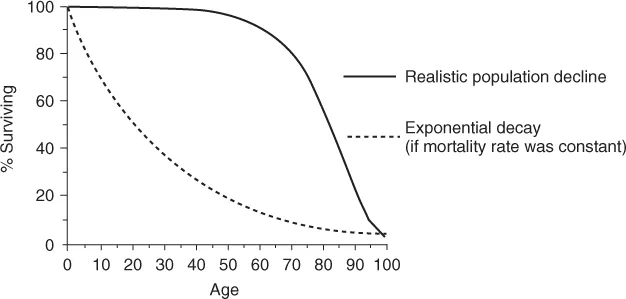 100
80
60
40
20
0
% Surviving
0 10 20 30 40 50 60 70 80 90 100
Age
Realistic population decline
Exponential decay
(if mortality rate was constant)